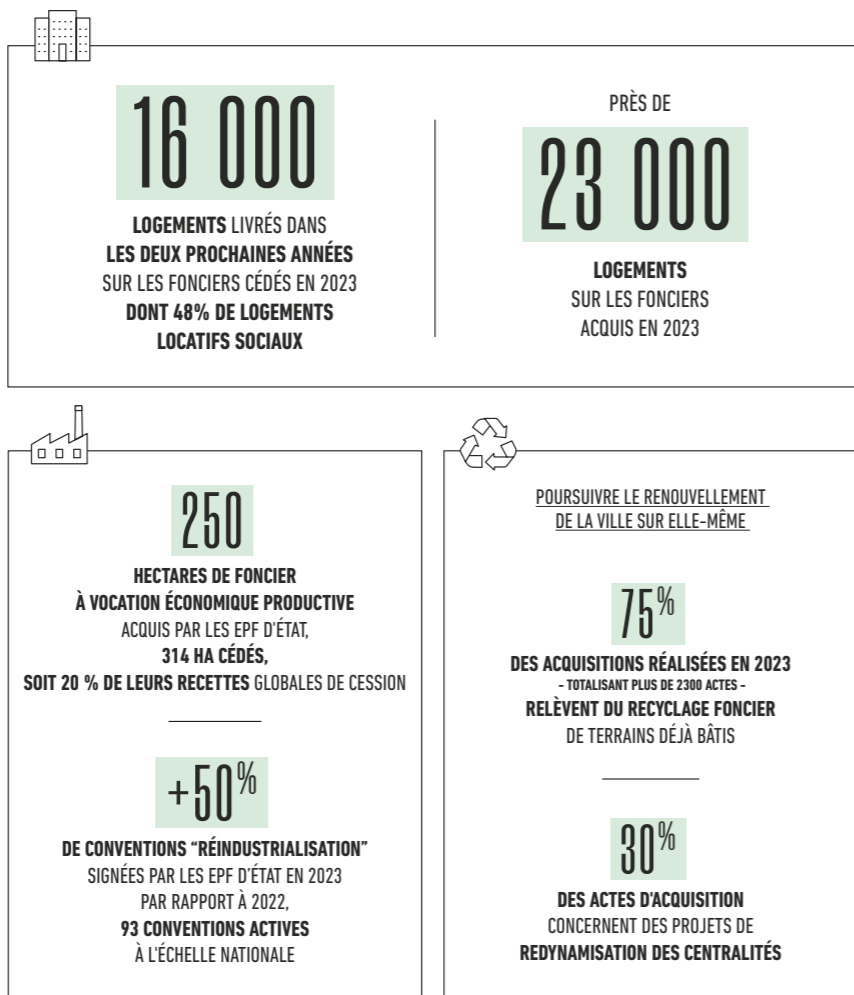 16 000
LOGEMENTS LIVRÉS DANS
LES DEUX PROCHAINES ANNÉES
SUR LES FONCIERS CÉDÉS EN 2023
DONT 48% DE LOGEMENTS
LOCATIFS SOCIAUX
PRÈS DE
23 000
LOGEMENTS
SUR LES FONCIERS
ACQUIS EN 2023
250
HECTARES DE FONCIER
À VOCATION ÉCONOMIQUE PRODUCTIVE
ACQUIS PAR LES EPF D'ÉTAT,
314 HA CÉDÉS,
SOIT 20 % DE LEURS RECETTES GLOBALES DE CESSION
+50%
DE CONVENTIONS “RÉINDUSTRIALISATION”
SIGNÉES PAR LES EPF D'ÉTAT EN 2023
PAR RAPPORT À 2022,
93 CONVENTIONS ACTIVES
À L'ÉCHELLE NATIONALE
POURSUIVRE LE RENOUVELLEMENT
DE LA VILLE SUR ELLE-MÊME
75%
DES ACQUISITIONS RÉALISÉES EN 2023
- TOTALISANT PLUS DE 2300 ACTES -
RELÈVENT DU RECYCLAGE FONCIER
DE TERRAINS DÉJÀ BÂTIS
30%
DES ACTES D'ACQUISITION
CONCERNENT DES PROJETS DE
REDYNAMISATION DES CENTRALITÉS